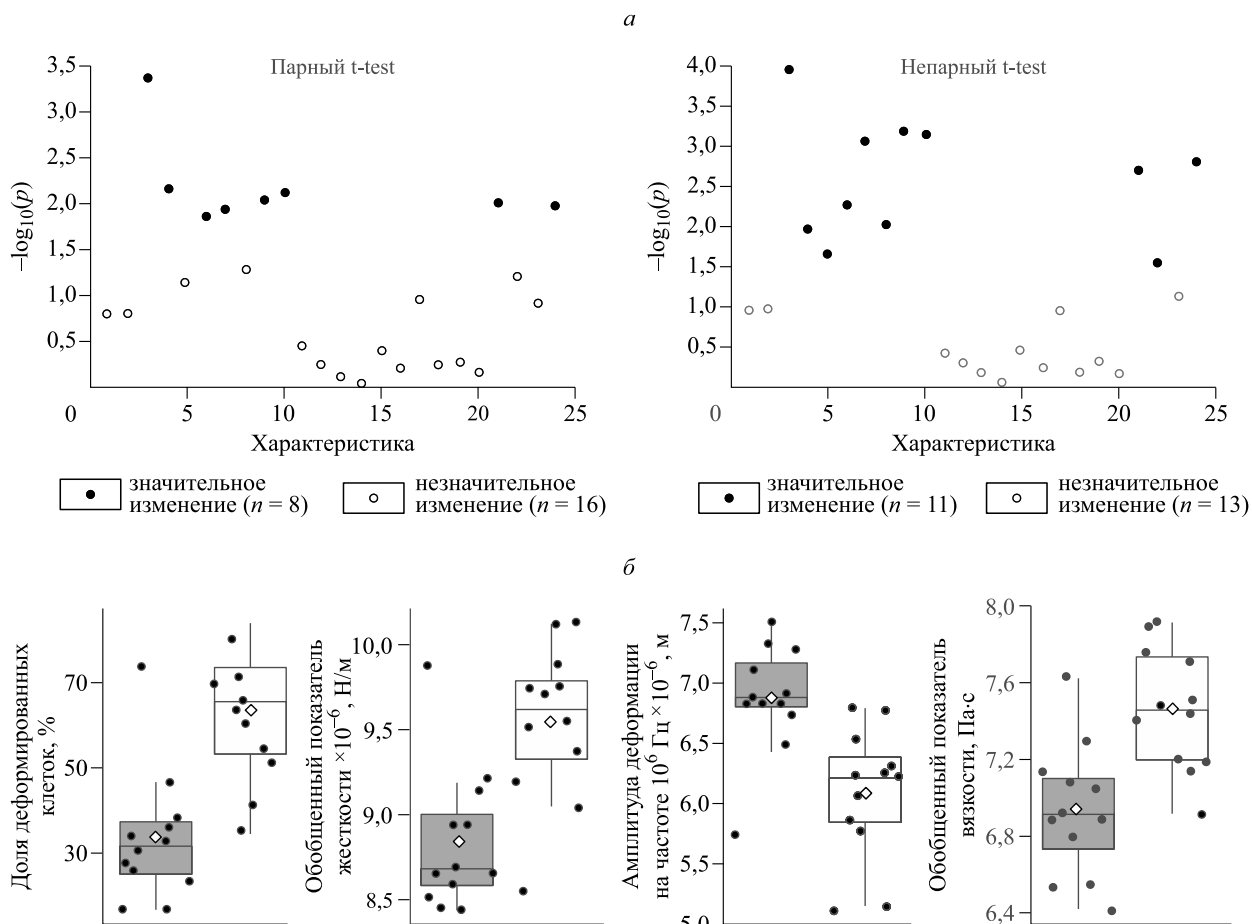 а
Парный t-test
3,5
3,0
2,5
2,0
1,5
1,0
0,5
0
5
10
15
20
25
–log10(p)
Характеристика
значительное
изменение (n = 8)
незначительное
изменение (n = 16)
Непарный t-test
4,0
3,0
2,5
2,0
1,5
1,0
0,5
0
5
10
15
20
25
–log10(p)
Характеристика
значительное
изменение (n = 11)
незначительное
изменение (n = 13)
б
Доля деформированных
клеток, %
70
50
30
Обобщенный показатель
жесткости ×10–6, Н/м
10,0
9,5
9,0
8,5
Амплитуда деформации
на частоте 106 Гц ×10–6, м
7,5
7,0
6,5
6,0
5,5
5,0
Обобщенный показатель
вязкости, Па·с
8,0
7,6
7,2
6,8
6,4